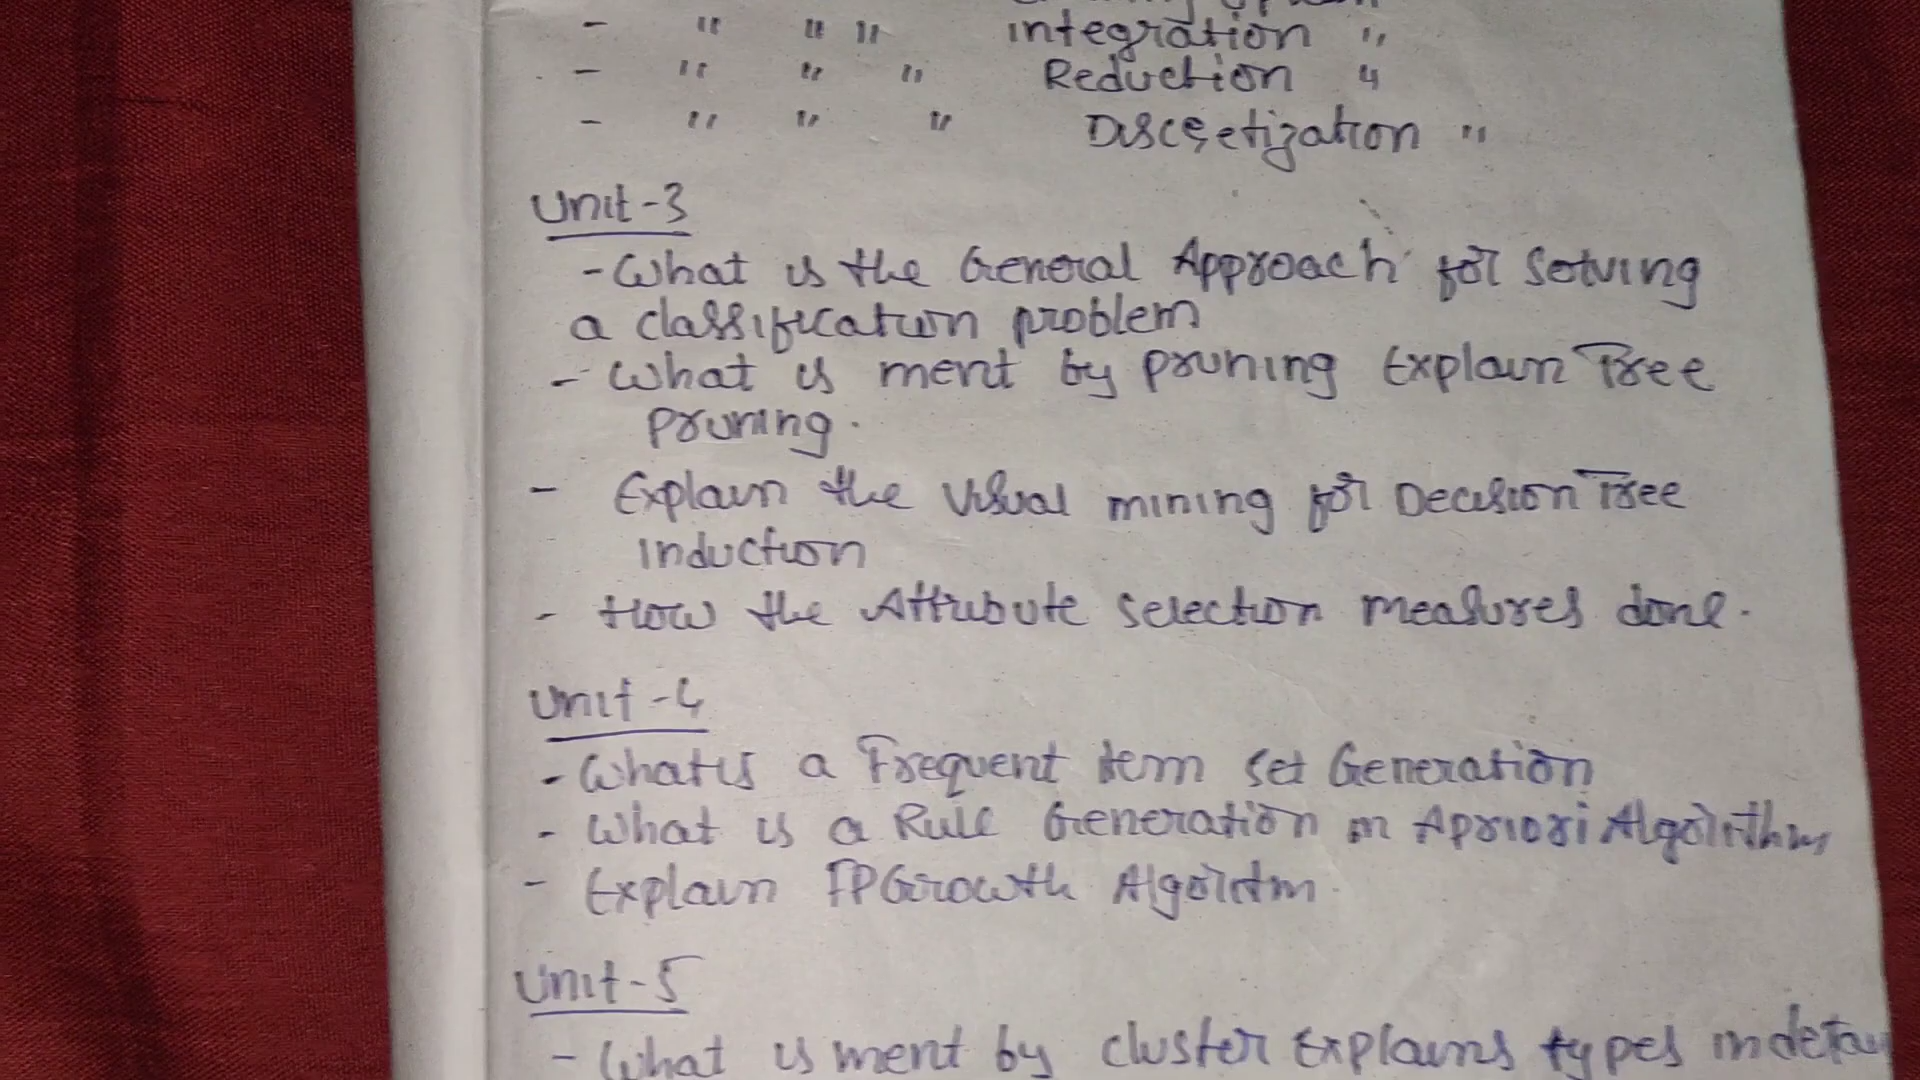 - " " " integration "
- " " " Reduction "
- " " " Discretization "
Unit-3
- What is the General Approach for Solving
a classification problem
- What is ment by pruning Explain Tree
pruning.
- Explain the Visual mining for Decision Tree
induction
- How the Attribute Selection measures done.
Unit-4
- What is a Frequent item set Generation
- What is a Rule Generation in Apriori Algorithm
- Explain FPGrowth Algoritm.
Unit-5
- What is ment by cluster Explains types in